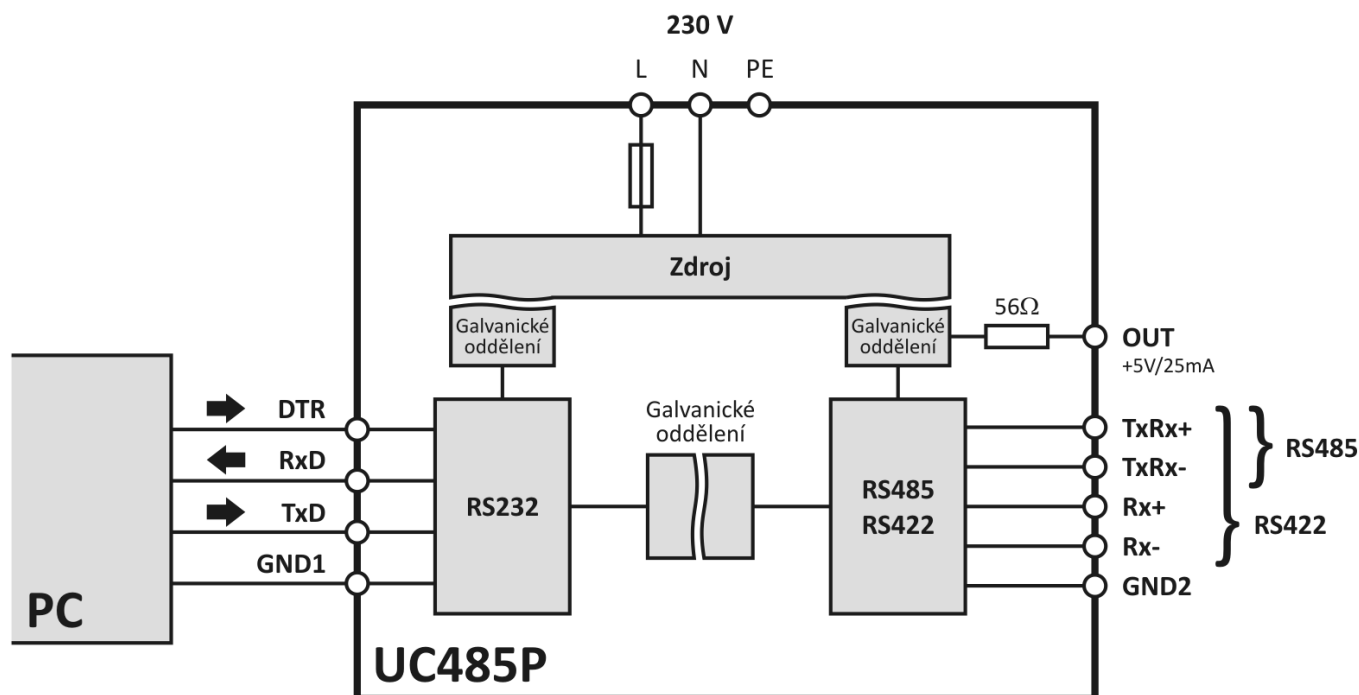 230 V
L
N
PE
Zdroj
Galvanické
oddělení
Galvanické
oddělení
56Ω
OUT
+5V/25mA
DTR
RxD
TxD
GND1
PC
RS232
Galvanické
oddělení
RS485
RS422
TxRx+
TxRx-
Rx+
Rx-
GND2
RS485
RS422
UC485P